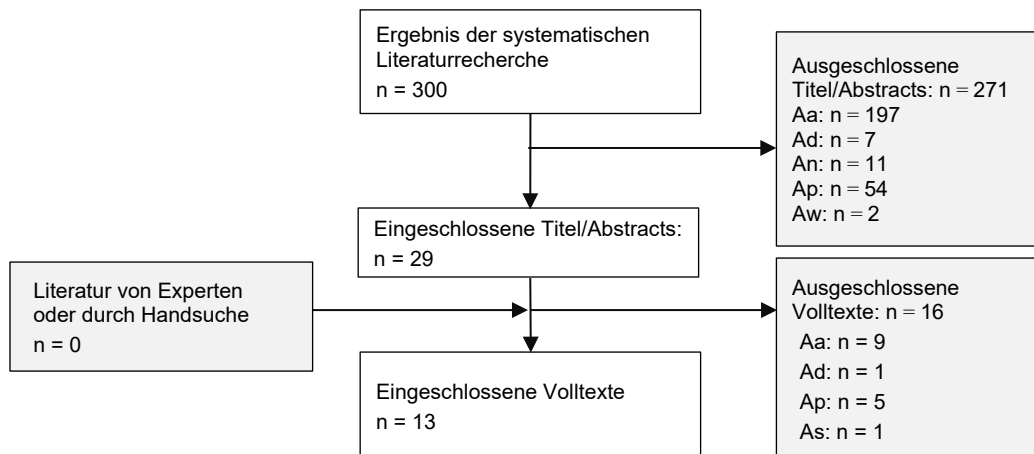 Ergebnis der systematischen
Literaturrecherche
n = 300
Ausgeschlossene
Titel/Abstracts: n = 271
Aa: n = 197
Ad: n = 7
An: n = 11
Ap: n = 54
Aw: n = 2
Eingeschlossene Titel/Abstracts:
n = 29
Literatur von Experten
oder durch Handsuche
n = 0
Ausgeschlossene
Volltexte: n = 16
Aa: n = 9
Ad: n = 1
Ap: n = 5
As: n = 1
Eingeschlossene Volltexte
n = 13